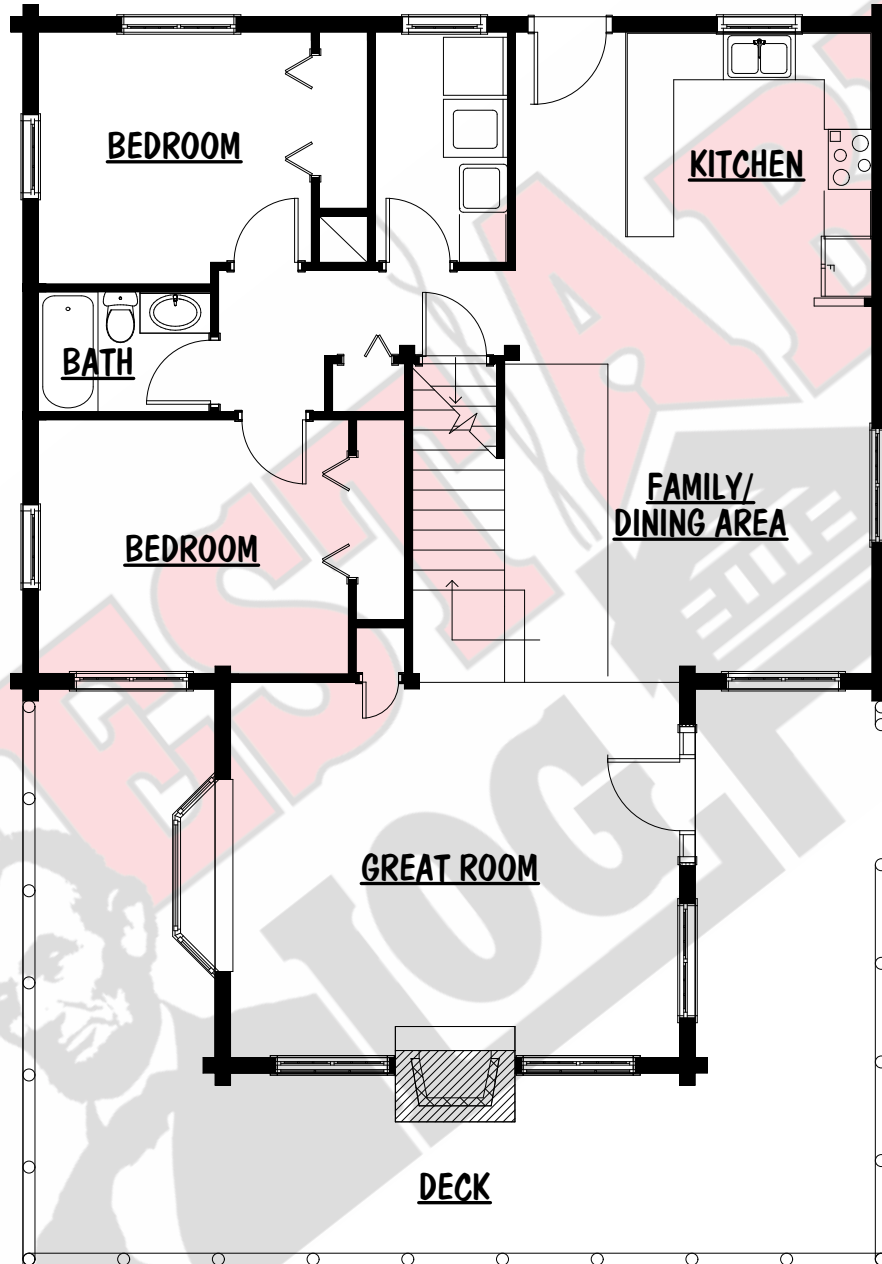 BEDROOM
KITCHEN
BATH
FAMILY/
DINING AREA
BEDROOM
GREAT ROOM
DECK